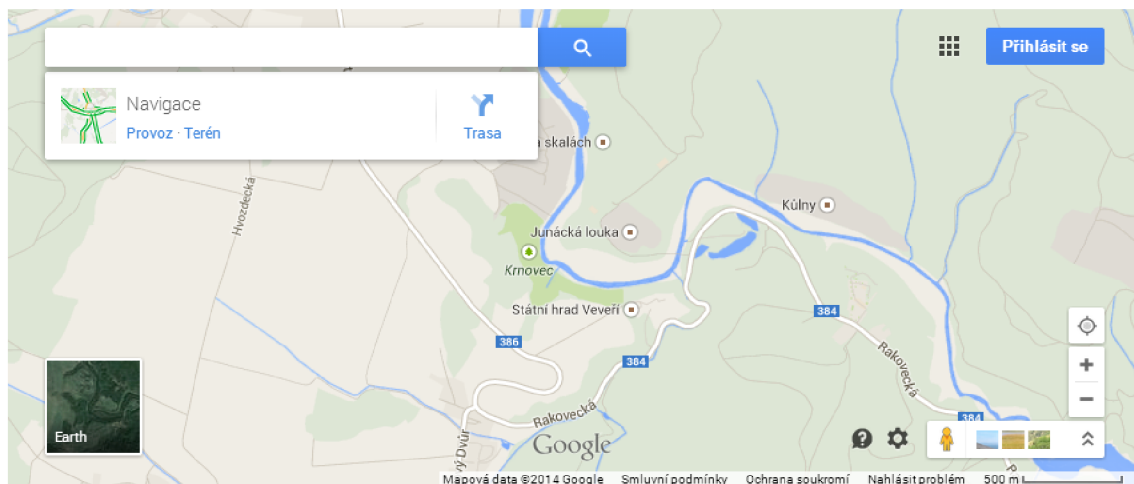 Přihlásit se
Navigace
Provoz · Terén
Trasa
a skalách
Hvozdecká
Kůlny
Junácká louka
Krnovec
Státní hrad Veveří
384
386
384
Rakovecká
Rakovecká
384
Earth
Google
ý Dvůr
Mapová data ©2014 Google Smluvní podmínky Ochrana soukromí Nahlásit problém 500 m